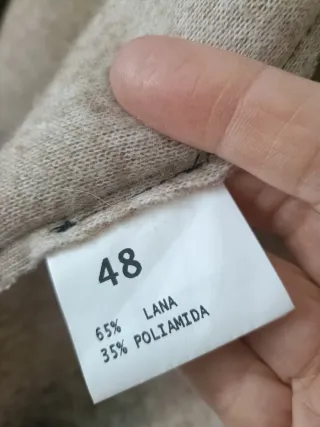 48
65% LANA
35% POLIAMIDA